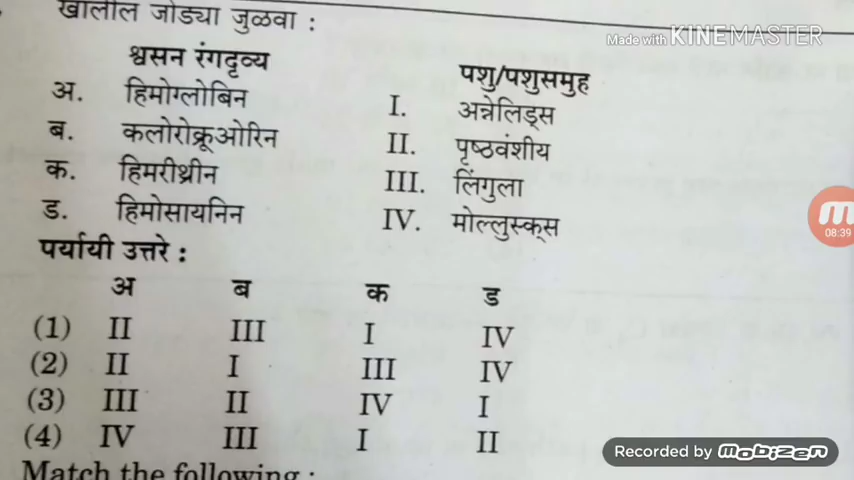 खालील जोड्या जुळवा :
Made with KINEMASTER
श्वसन रंगद्रव्य पशु/पशुसमुह
अ. हिमोग्लोबिन I. अन्नेलिड्स
ब. कलोरोक्रूओरिन II. पृष्ठवंशीय
क. हिमरीथ्रीन III. लिंगुला
ड. हिमोसायनिन IV. मोल्लुस्क्स
08:39
पर्यायी उत्तरे :
अ ब क ड
(1) II III I IV
(2) II I III IV
(3) III II IV I
(4) IV III I II
Recorded by mobizen
Match the following :